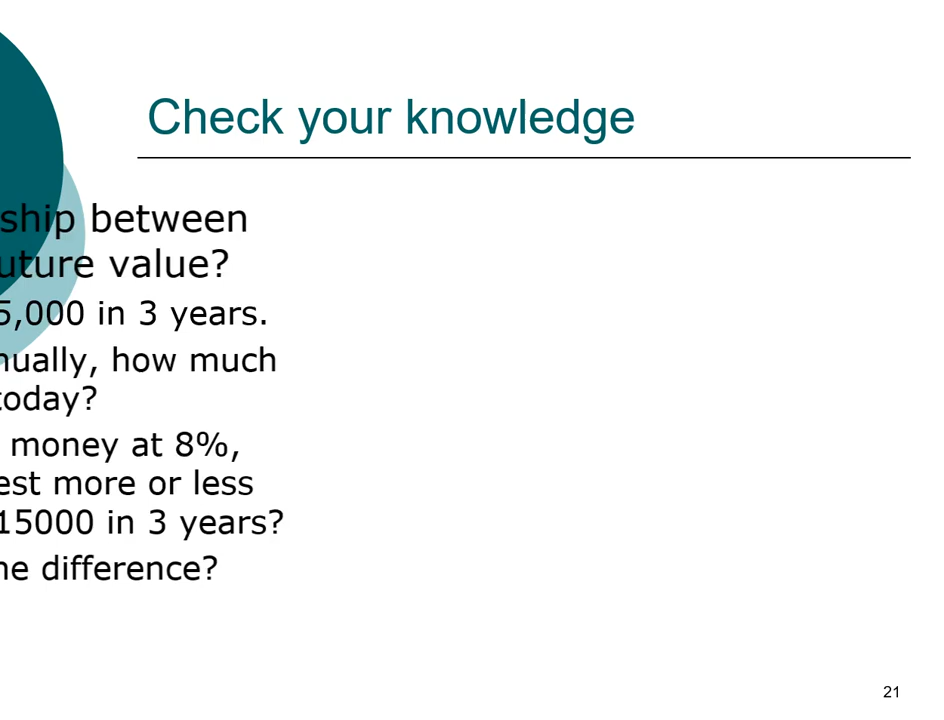 Check your knowledge
ship between
uture value?
5,000 in 3 years.
nually, how much
today?
money at 8%,
est more or less
15000 in 3 years?
he difference?
21